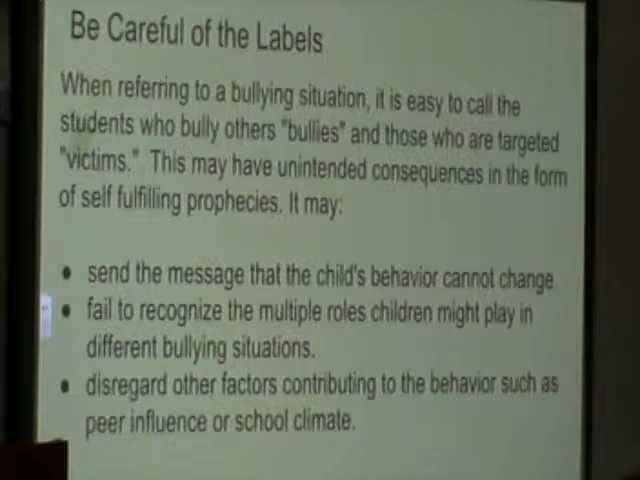 Be Careful of the Labels
When referring to a bullying situation, it is easy to call the
students who bully others "bullies" and those who are targeted
"victims." This may have unintended consequences in the form
of self fulfilling prophecies. It may:
• send the message that the child's behavior cannot change.
• fail to recognize the multiple roles children might play in
different bullying situations.
• disregard other factors contributing to the behavior such as
peer influence or school climate.